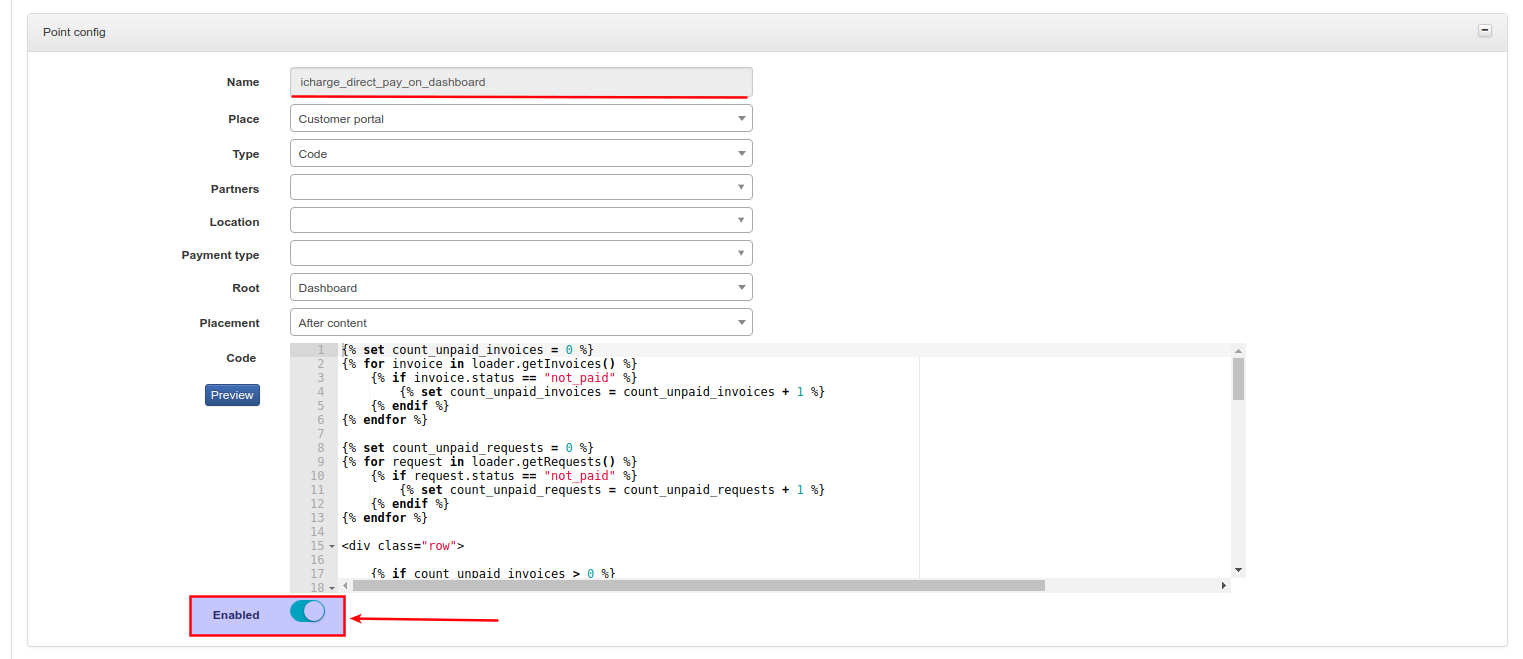 Point config
Name icharge_direct_pay_on_dashboard
Place Customer portal
Type Code
Partners
Location
Payment type
Root Dashboard
Placement After content
Code
Preview
1 {% set count_unpaid_invoices = 0 %}
2 {% for invoice in loader.getInvoices() %}
3     {% if invoice.status == "not_paid" %}
4         {% set count_unpaid_invoices = count_unpaid_invoices + 1 %}
5     {% endif %}
6 {% endfor %}
7
8 {% set count_unpaid_requests = 0 %}
9 {% for request in loader.getRequests() %}
10     {% if request.status == "not_paid" %}
11         {% set count_unpaid_requests = count_unpaid_requests + 1 %}
12     {% endif %}
13 {% endfor %}
14
15 <div class="row">
16
17     {% if count_unpaid_invoices > 0 %}
18
Enabled